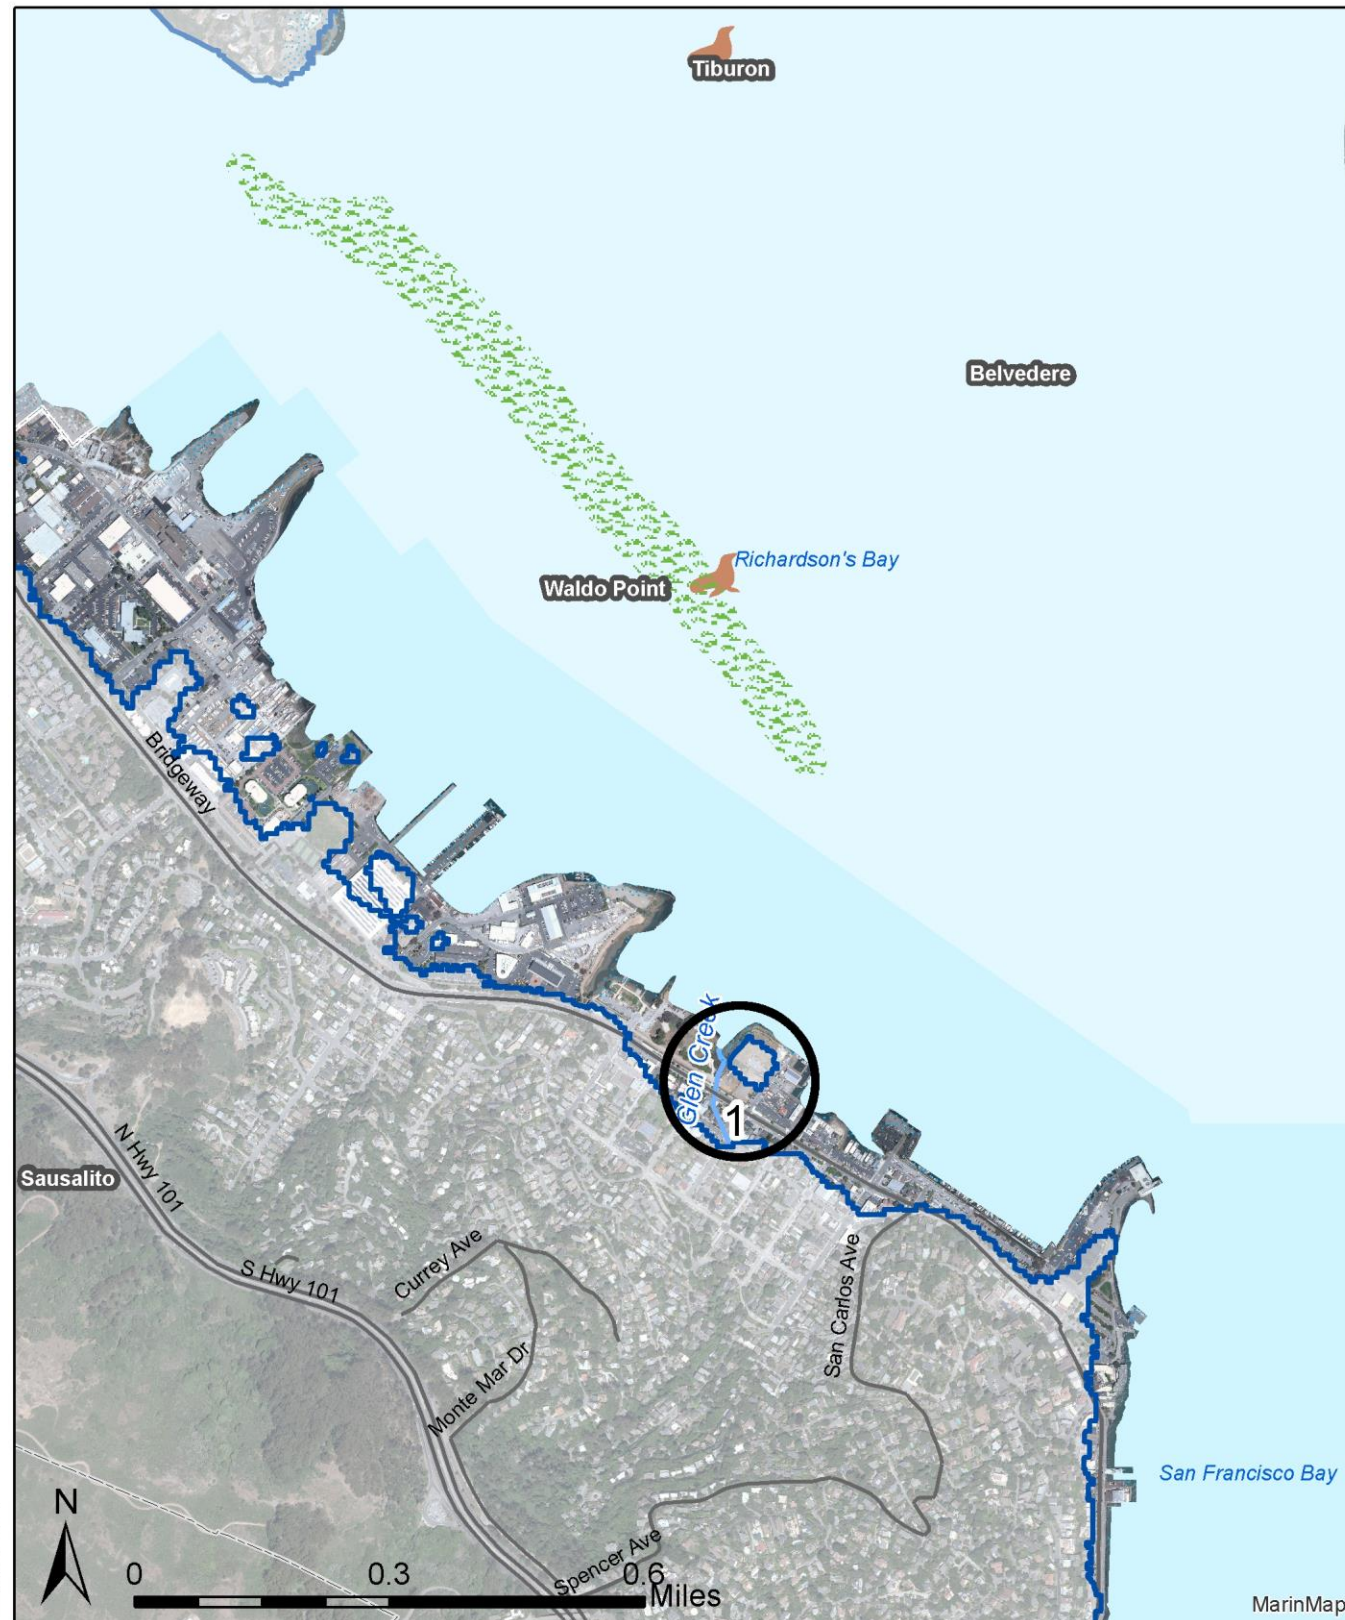 Tiburon
Belvedere
Richardson's Bay
Waldo Point
Bridgeway
Glen Creek
1
N Hwy 101
Sausalito
S Hwy 101
Currey Ave
San Carlos Ave
Monte Mar Dr
San Francisco Bay
N
Spencer Ave
0 0.3 0.6
Miles
MarinMap